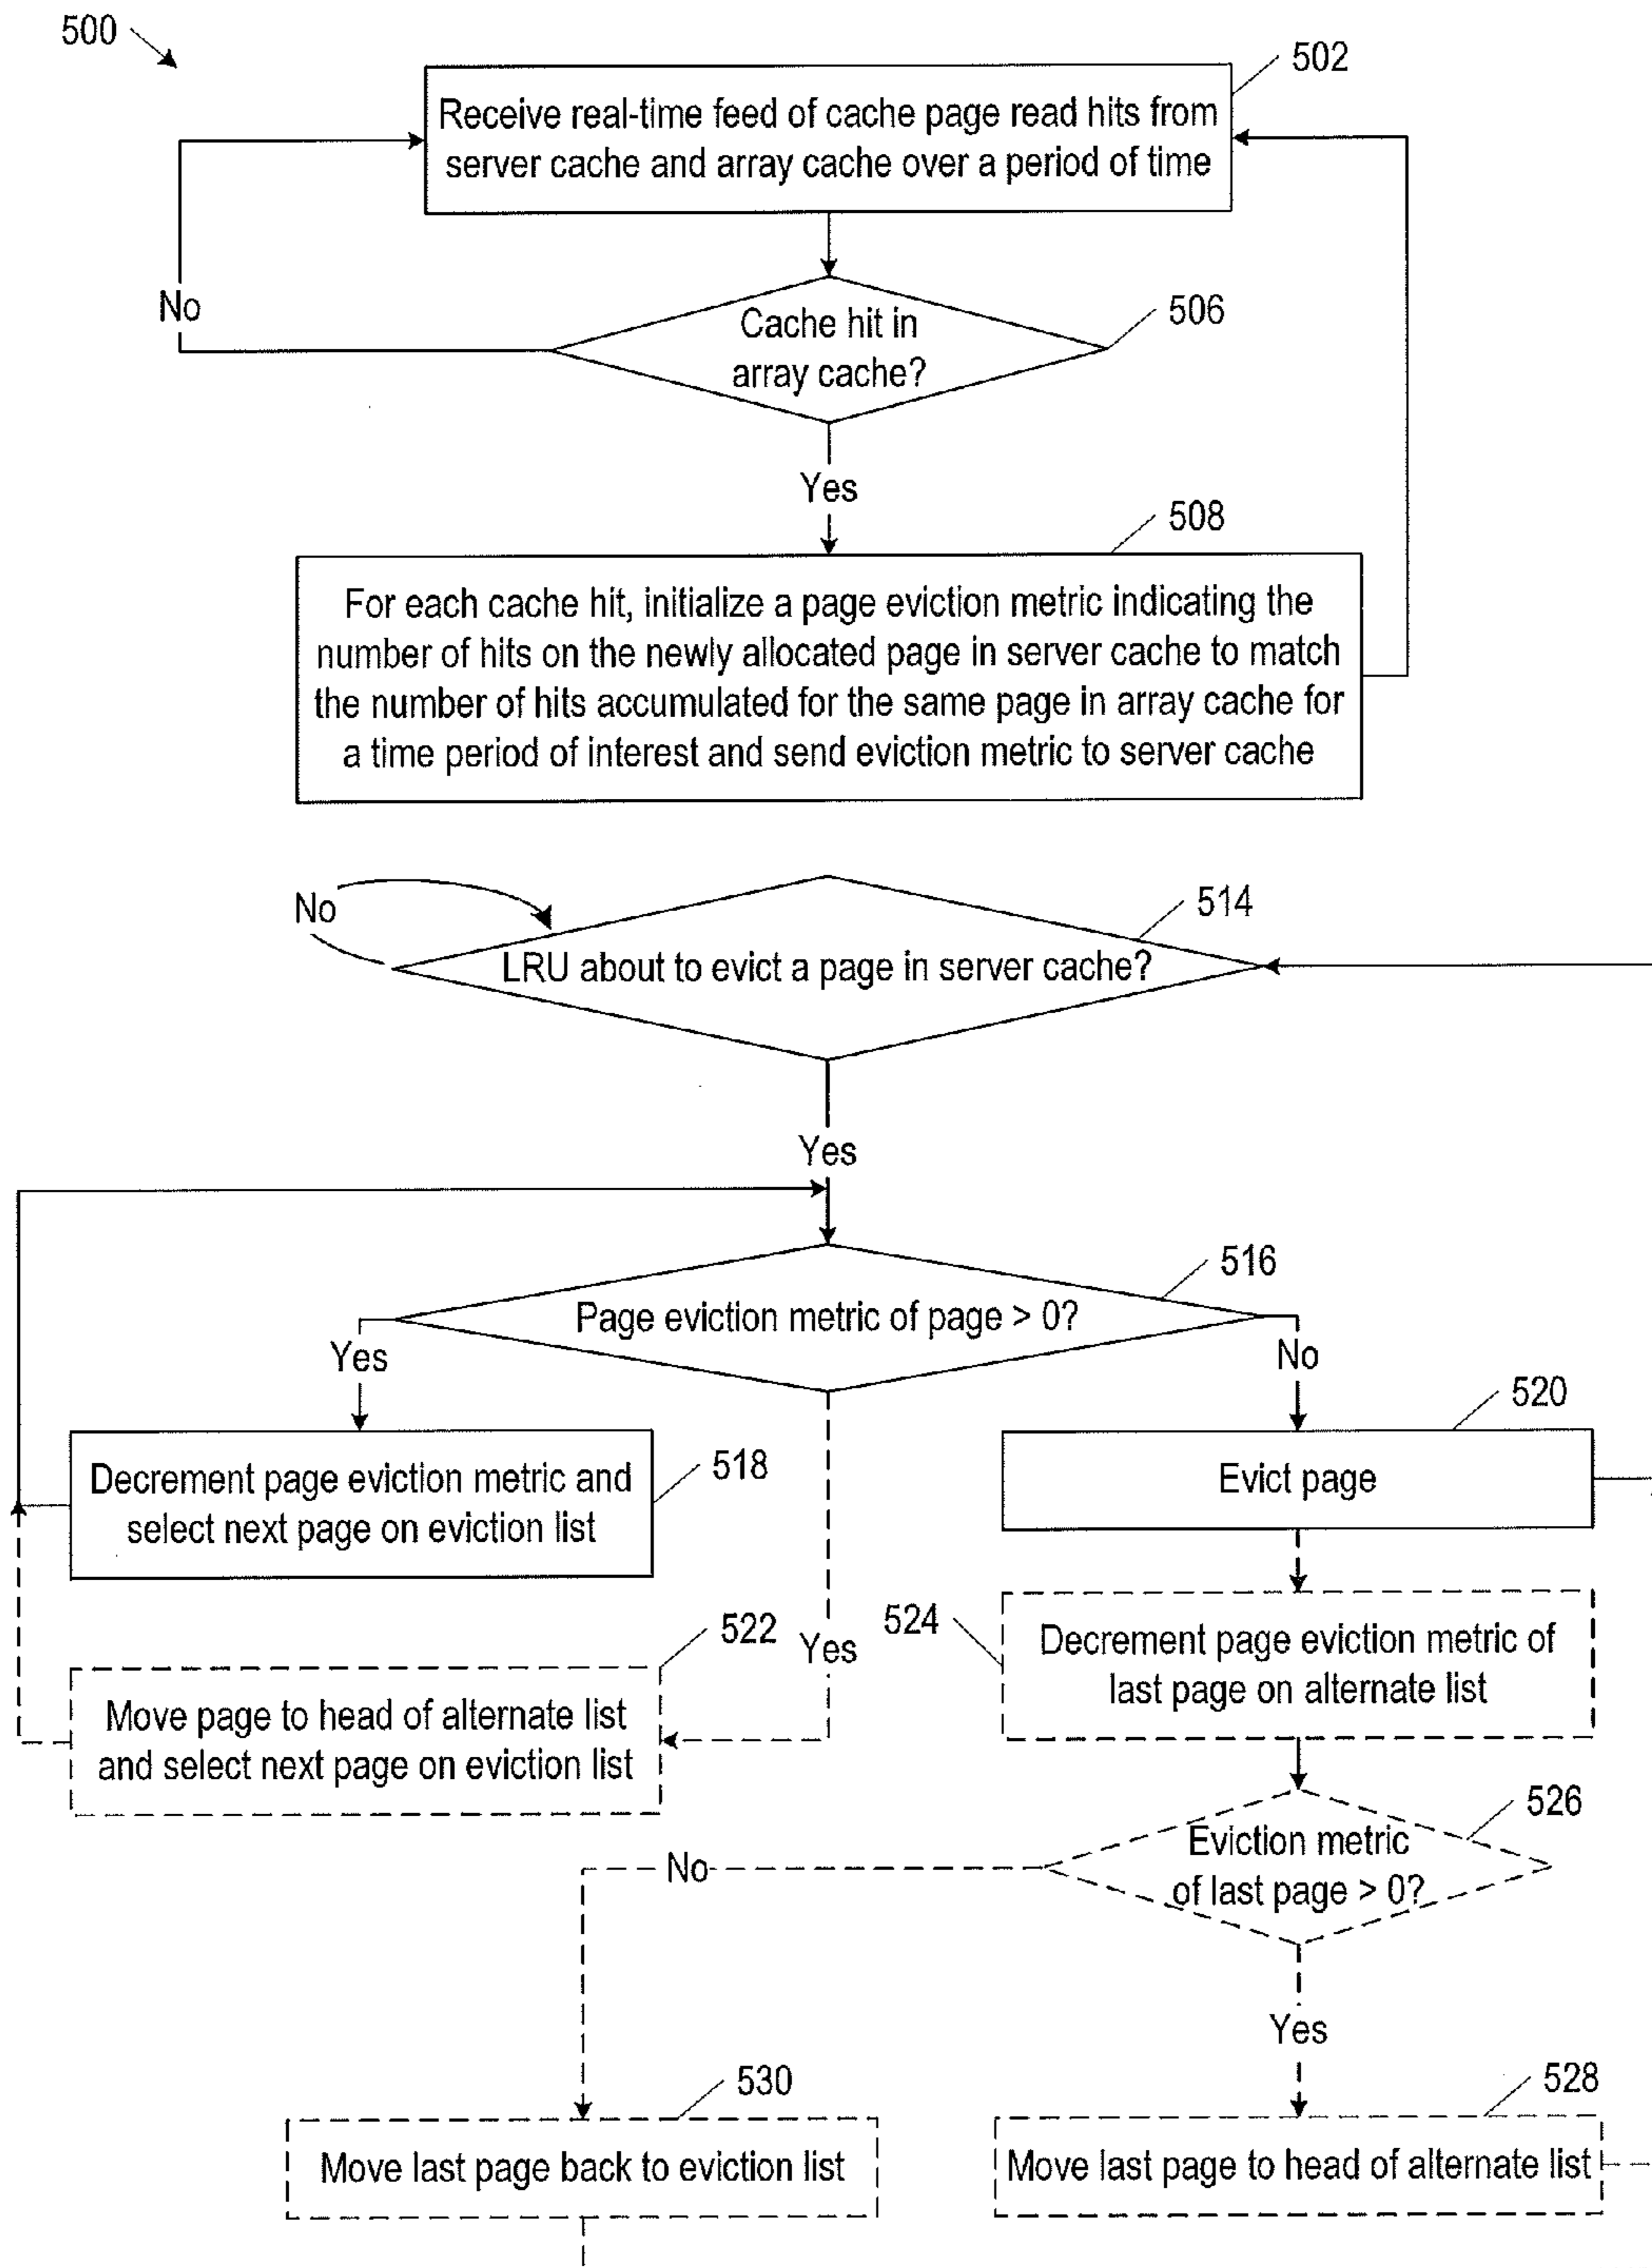 500
502
Receive real-time feed of cache page read hits from
server cache and array cache over a period of time
No
506
Cache hit in
array cache?
Yes
508
For each cache hit, initialize a page eviction metric indicating the
number of hits on the newly allocated page in server cache to match
the number of hits accumulated for the same page in array cache for
a time period of interest and send eviction metric to server cache
No
514
LRU about to evict a page in server cache?
Yes
516
Page eviction metric of page > 0?
Yes
No
518
Decrement page eviction metric and
select next page on eviction list
520
Evict page
522
Yes
Move page to head of alternate list
and select next page on eviction list
524
Decrement page eviction metric of
last page on alternate list
526
Eviction metric
of last page > 0?
No
Yes
530
Move last page back to eviction list
528
Move last page to head of alternate list